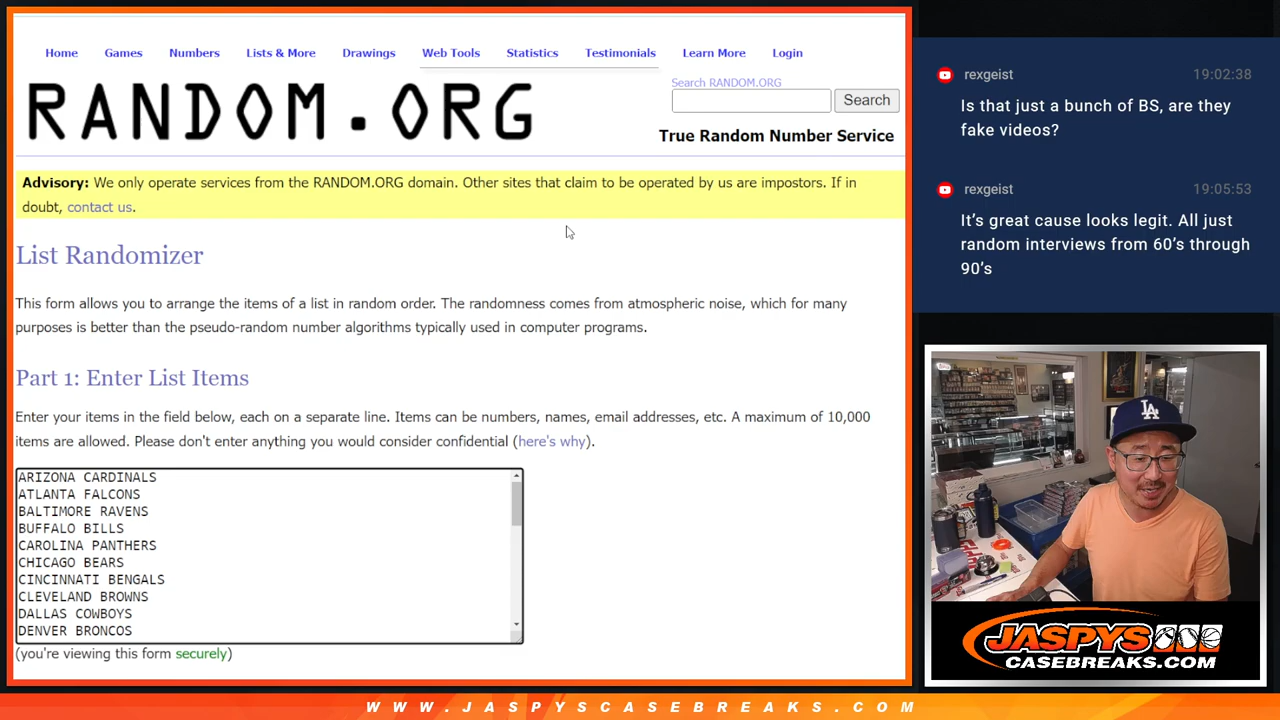 Home Games Numbers Lists & More Drawings Web Tools Statistics Testimonials Learn More Login
Search RANDOM.ORG
RANDOM.ORG
Search
True Random Number Service
Advisory: We only operate services from the RANDOM.ORG domain. Other sites that claim to be operated by us are impostors. If in
doubt, contact us.
List Randomizer
This form allows you to arrange the items of a list in random order. The randomness comes from atmospheric noise, which for many
purposes is better than the pseudo-random number algorithms typically used in computer programs.
Part 1: Enter List Items
Enter your items in the field below, each on a separate line. Items can be numbers, names, email addresses, etc. A maximum of 10,000
items are allowed. Please don't enter anything you would consider confidential (here's why).
ARIZONA CARDINALS
ATLANTA FALCONS
BALTIMORE RAVENS
BUFFALO BILLS
CAROLINA PANTHERS
CHICAGO BEARS
CINCINNATI BENGALS
CLEVELAND BROWNS
DALLAS COWBOYS
DENVER BRONCOS
(you're viewing this form securely)
rexgeist 19:02:38
Is that just a bunch of BS, are they
fake videos?
rexgeist 19:05:53
It's great cause looks legit. All just
random interviews from 60's through
90's
LA
JASPYS
CASEBREAKS.COM
WWW.JASPYSCASEBREAKS.COM